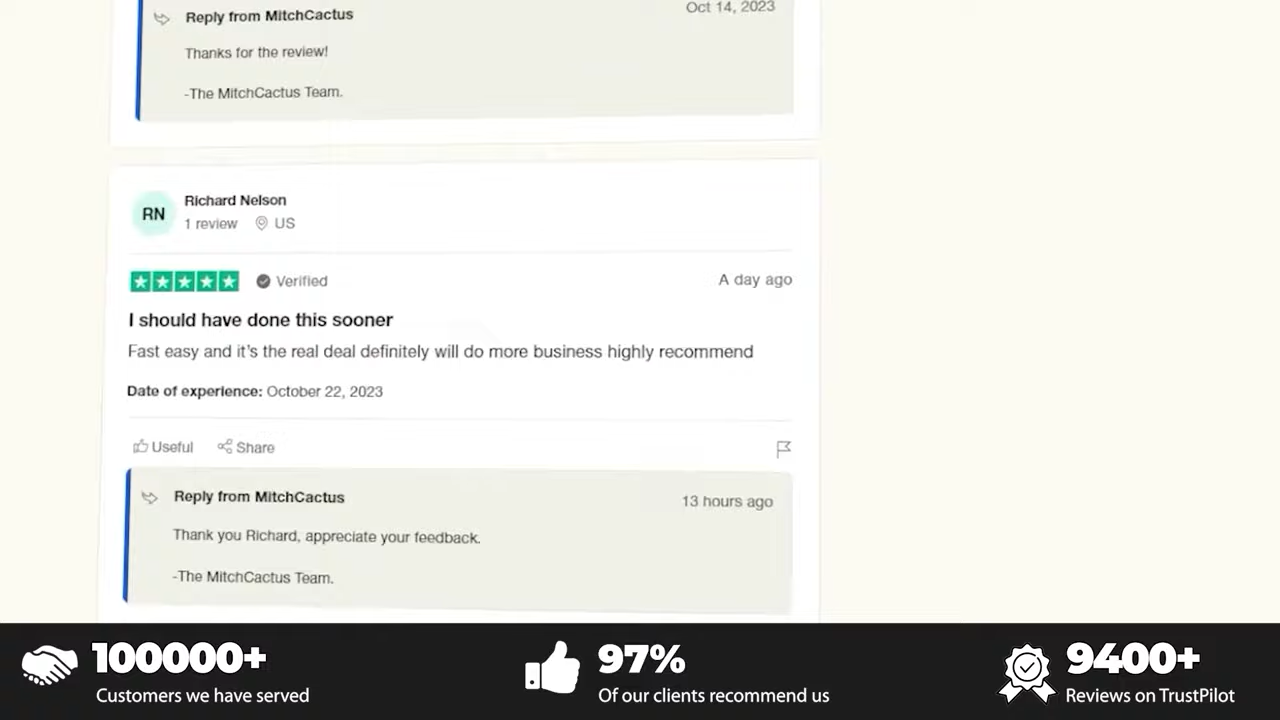 Reply from MitchCactus
Oct 14, 2023
Thanks for the review!
-The MitchCactus Team.
RN
Richard Nelson
1 review US
Verified
A day ago
I should have done this sooner
Fast easy and it's the real deal definitely will do more business highly recommend
Date of experience: October 22, 2023
Useful Share
Reply from MitchCactus
13 hours ago
Thank you Richard, appreciate your feedback.
-The MitchCactus Team.
100000+
Customers we have served
97%
Of our clients recommend us
9400+
Reviews on TrustPilot